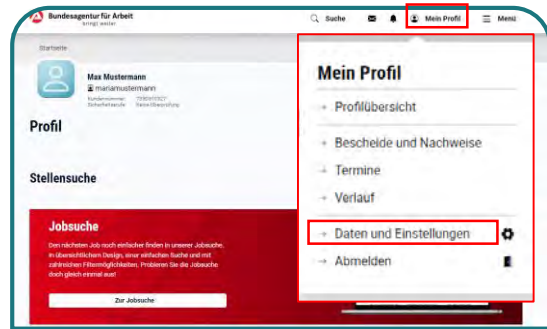 Bundesagentur für Arbeit
bringt weiter
Suche
Mein Profil
Menü
Startseite
Max Mustermann
mariamustermann
Kundennummer
Profil
Stellensuche
Jobsuche
Den nächsten Job noch einfacher finden in unserer Jobsuche.
In übersichtlichem Design, einer einfachen Suche und mit
zahlreichen Filtermöglichkeiten. Probieren Sie die Jobsuche
doch gleich einmal aus!
Zur Jobsuche
Mein Profil
→ Profilübersicht
→ Bescheide und Nachweise
→ Termine
→ Verlauf
→ Daten und Einstellungen
→ Abmelden